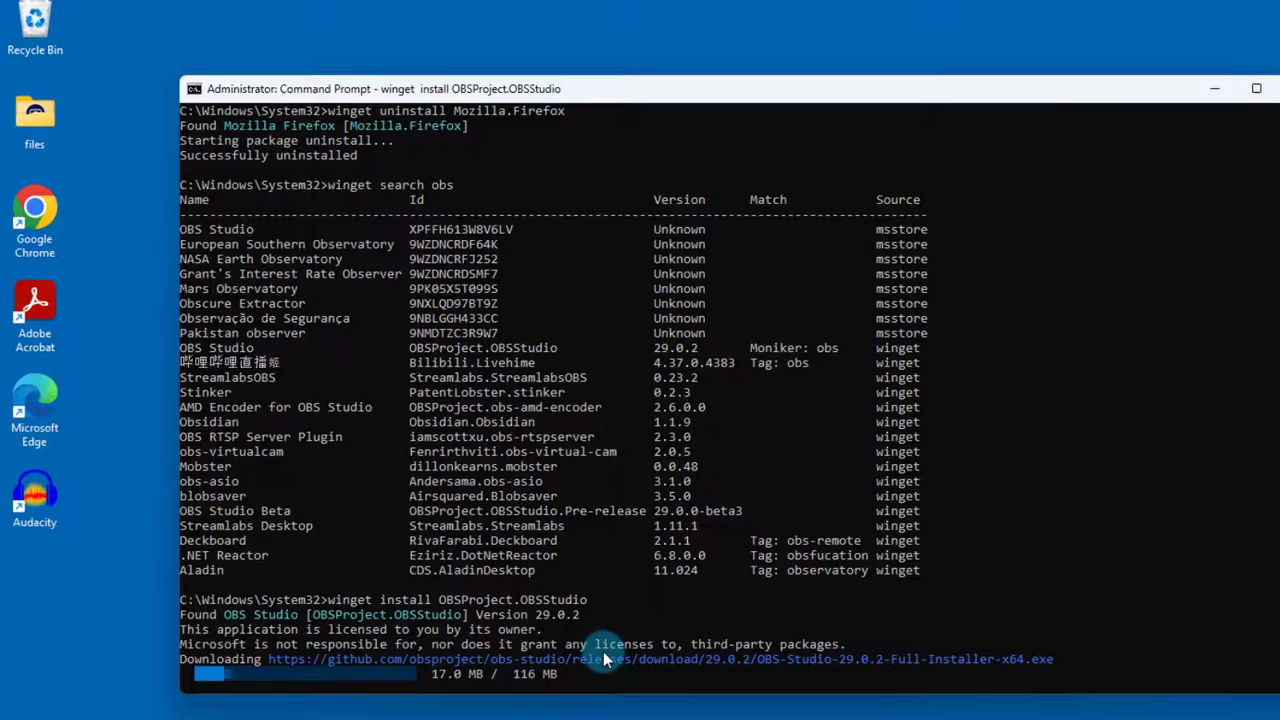 Recycle Bin
files
Google
Chrome
Adobe
Acrobat
Microsoft
Edge
Audacity
Administrator: Command Prompt - winget  install OBSProject.OBSStudio
C:\Windows\System32>winget uninstall Mozilla.Firefox
Found Mozilla Firefox [Mozilla.Firefox]
Starting package uninstall...
Successfully uninstalled
C:\Windows\System32>winget search obs
Name Id Version Match Source
--------------------------------------------------------------------------------------------------
OBS Studio XPFFH613W8V6LV Unknown msstore
European Southern Observatory 9WZDNCRDF64K Unknown msstore
NASA Earth Observatory 9WZDNCRFJ252 Unknown msstore
Grant's Interest Rate Observer 9WZDNCRDSMF7 Unknown msstore
Mars Observatory 9PK05X5T099S Unknown msstore
Obscure Extractor 9NXLQD97BT9Z Unknown msstore
Observação de Segurança 9NBLGGH433CC Unknown msstore
Pakistan observer 9NMDTZC3R9W7 Unknown msstore
OBS Studio OBSProject.OBSStudio 29.0.2 Moniker: obs winget
哔哩哔哩直播姬 Bilibili.Livehime 4.37.0.4383 Tag: obs winget
StreamlabsOBS Streamlabs.StreamlabsOBS 0.23.2 winget
Stinker PatentLobster.stinker 0.2.3 winget
AMD Encoder for OBS Studio OBSProject.obs-amd-encoder 2.6.0.0 winget
Obsidian Obsidian.Obsidian 1.1.9 winget
OBS RTSP Server Plugin iamscottxu.obs-rtspserver 2.3.0 winget
obs-virtualcam Fenrirthviti.obs-virtual-cam 2.0.5 winget
Mobster dillonkearns.mobster 0.0.48 winget
obs-asio Andersama.obs-asio 3.1.0 winget
blobsaver Airsquared.Blobsaver 3.5.0 winget
OBS Studio Beta OBSProject.OBSStudio.Pre-release 29.0.0-beta3 winget
Streamlabs Desktop Streamlabs.Streamlabs 1.11.1 winget
Deckboard RivaFarabi.Deckboard 2.1.1 Tag: obs-remote winget
.NET Reactor Eziriz.DotNetReactor 6.8.0.0 Tag: obsfucation winget
Aladin CDS.AladinDesktop 11.024 Tag: observatory winget
C:\Windows\System32>winget install OBSProject.OBSStudio
Found OBS Studio [OBSProject.OBSStudio] Version 29.0.2
This application is licensed to you by its owner.
Microsoft is not responsible for, nor does it grant any licenses to, third-party packages.
Downloading https://github.com/obsproject/obs-studio/releases/download/29.0.2/OBS-Studio-29.0.2-Full-Installer-x64.exe
17.0 MB /  116 MB